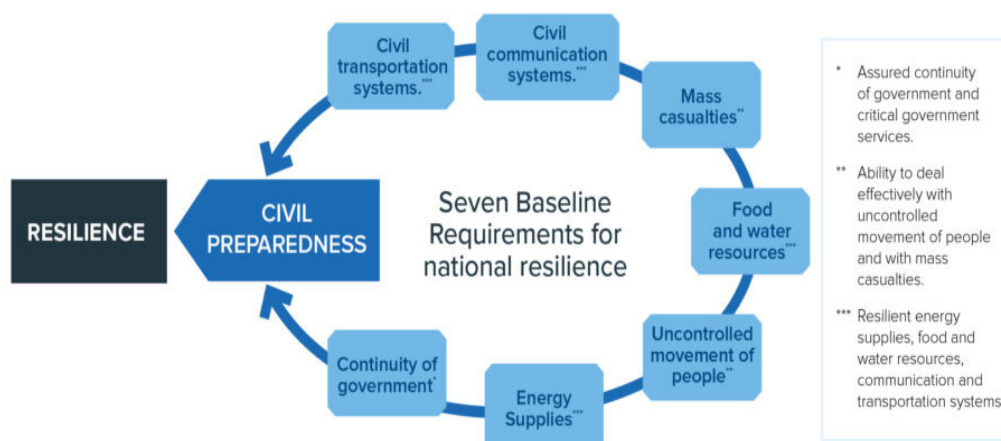 Civil
transportation
systems.***
Civil
communication
systems.***
Mass
casualties**
Food
and water
resources***
Uncontrolled
movement of
people**
Energy
Supplies***
Continuity of
government*
RESILIENCE
CIVIL
PREPAREDNESS
Seven Baseline
Requirements for
national resilience
* Assured continuity
of government and
critical government
services.
** Ability to deal
effectively with
uncontrolled
movement of people
and with mass
casualties.
*** Resilient energy
supplies, food and
water resources,
communication and
transportation systems